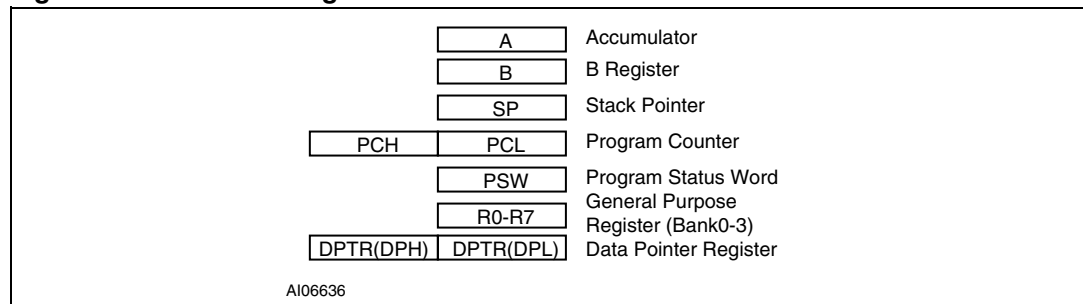 A Accumulator
B B Register
SP Stack Pointer
PCH PCL Program Counter
PSW Program Status Word
R0-R7 General Purpose
Register (Bank0-3)
DPTR(DPH) DPTR(DPL) Data Pointer Register
AI06636